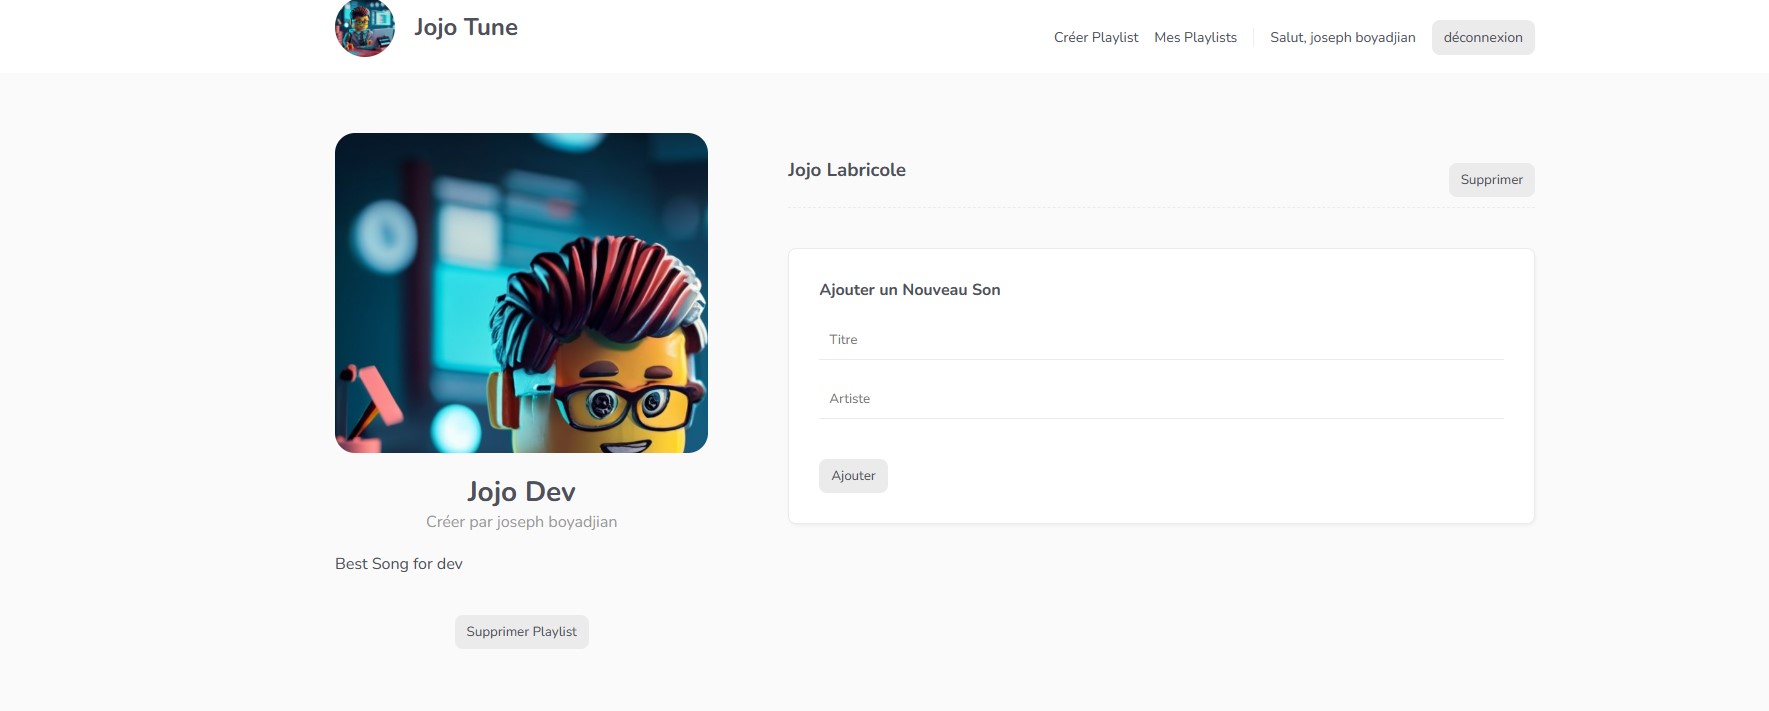 Jojo Tune
Créer Playlist
Mes Playlists
Salut, joseph boyadjian
déconnexion
Jojo Dev
Créer par joseph boyadjian
Best Song for dev
Supprimer Playlist
Jojo Labricole
Supprimer
Ajouter un Nouveau Son
Titre
Artiste
Ajouter